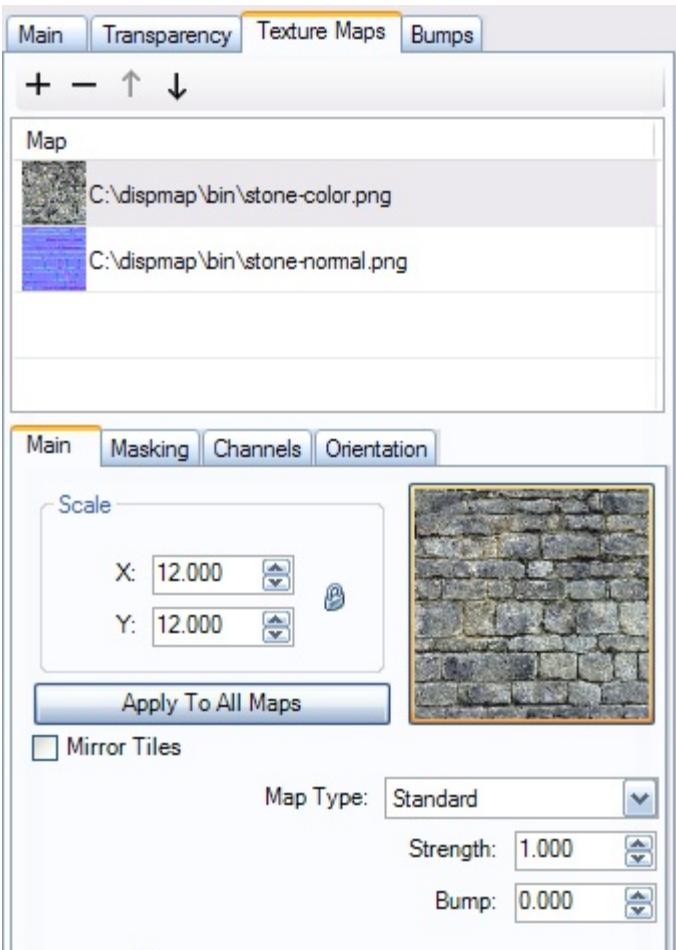 Main Transparency Texture Maps Bumps
Map
C:\dispmap\bin\stone-color.png
C:\dispmap\bin\stone-normal.png
Main Masking Channels Orientation
Scale
X: 12.000
Y: 12.000
Apply To All Maps
Mirror Tiles
Map Type: Standard
Strength: 1.000
Bump: 0.000